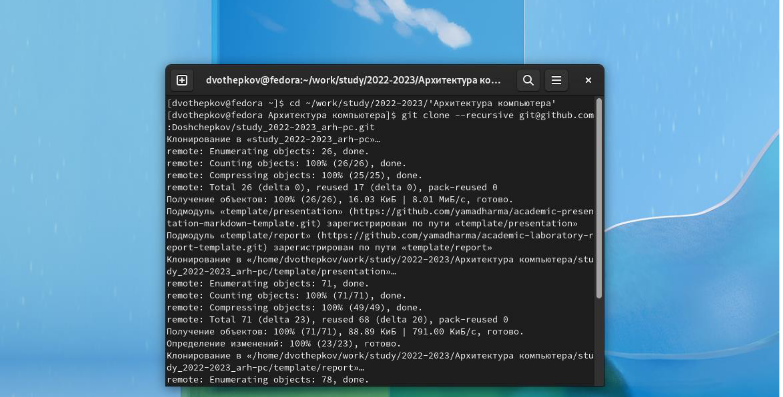 dvothepkov@fedora:~/work/study/2022-2023/Архитектура ко...
[dvothepkov@fedora ~]$ cd ~/work/study/2022-2023/'Архитектура компьютера'
[dvothepkov@fedora Архитектура компьютера]$ git clone --recursive git@github.com
:Doshchepkov/study_2022-2023_arh-pc.git
Клонирование в «study_2022-2023_arh-pc»…
remote: Enumerating objects: 26, done.
remote: Counting objects: 100% (26/26), done.
remote: Compressing objects: 100% (25/25), done.
remote: Total 26 (delta 0), reused 17 (delta 0), pack-reused 0
Получение объектов: 100% (26/26), 16.03 КиБ | 8.01 МиБ/с, готово.
Подмодуль «template/presentation» (https://github.com/yamadharma/academic-presen
tation-markdown-template.git) зарегистрирован по пути «template/presentation»
Подмодуль «template/report» (https://github.com/yamadharma/academic-laboratory-r
eport-template.git) зарегистрирован по пути «template/report»
Клонирование в «/home/dvothepkov/work/study/2022-2023/Архитектура компьютера/stu
dy_2022-2023_arh-pc/template/presentation»…
remote: Enumerating objects: 71, done.
remote: Counting objects: 100% (71/71), done.
remote: Compressing objects: 100% (49/49), done.
remote: Total 71 (delta 23), reused 68 (delta 20), pack-reused 0
Получение объектов: 100% (71/71), 88.89 КиБ | 791.00 КиБ/с, готово.
Определение изменений: 100% (23/23), готово.
Клонирование в «/home/dvothepkov/work/study/2022-2023/Архитектура компьютера/stu
dy_2022-2023_arh-pc/template/report»…
remote: Enumerating objects: 78, done.